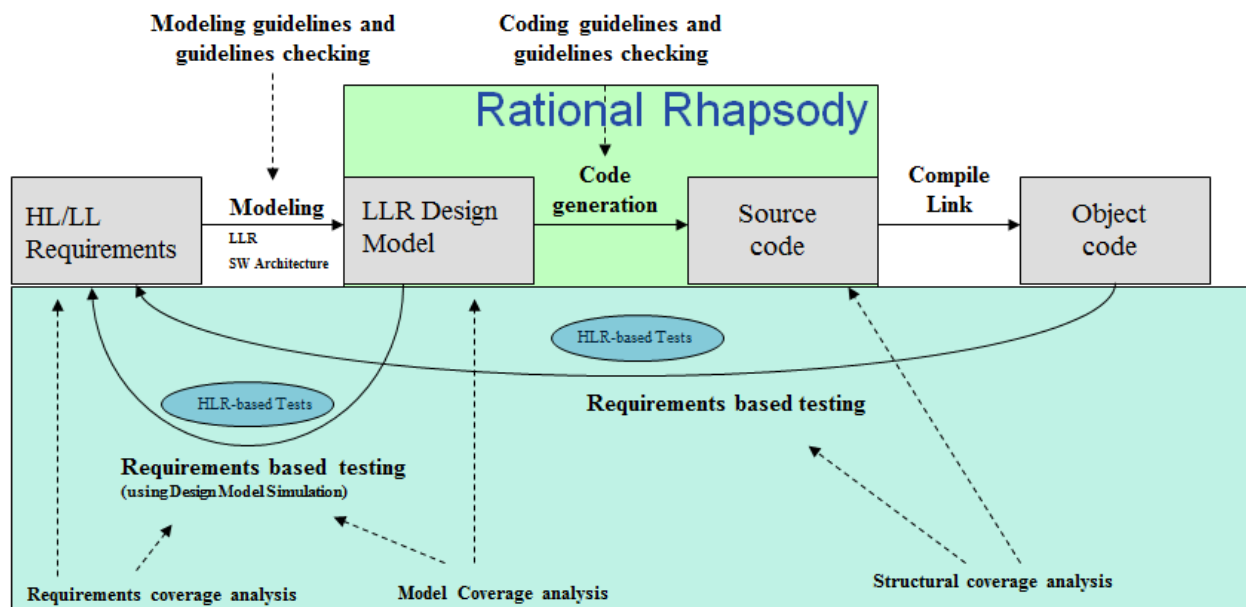 Modeling guidelines and
guidelines checking
Coding guidelines and
guidelines checking
Rational Rhapsody
HL/LL
Requirements
Modeling
LLR
SW Architecture
LLR Design
Model
Code
generation
Source
code
Compile
Link
Object
code
HLR-based Tests
HLR-based Tests
Requirements based testing
Requirements based testing
(using Design Model Simulation)
Requirements coverage analysis
Model Coverage analysis
Structural coverage analysis